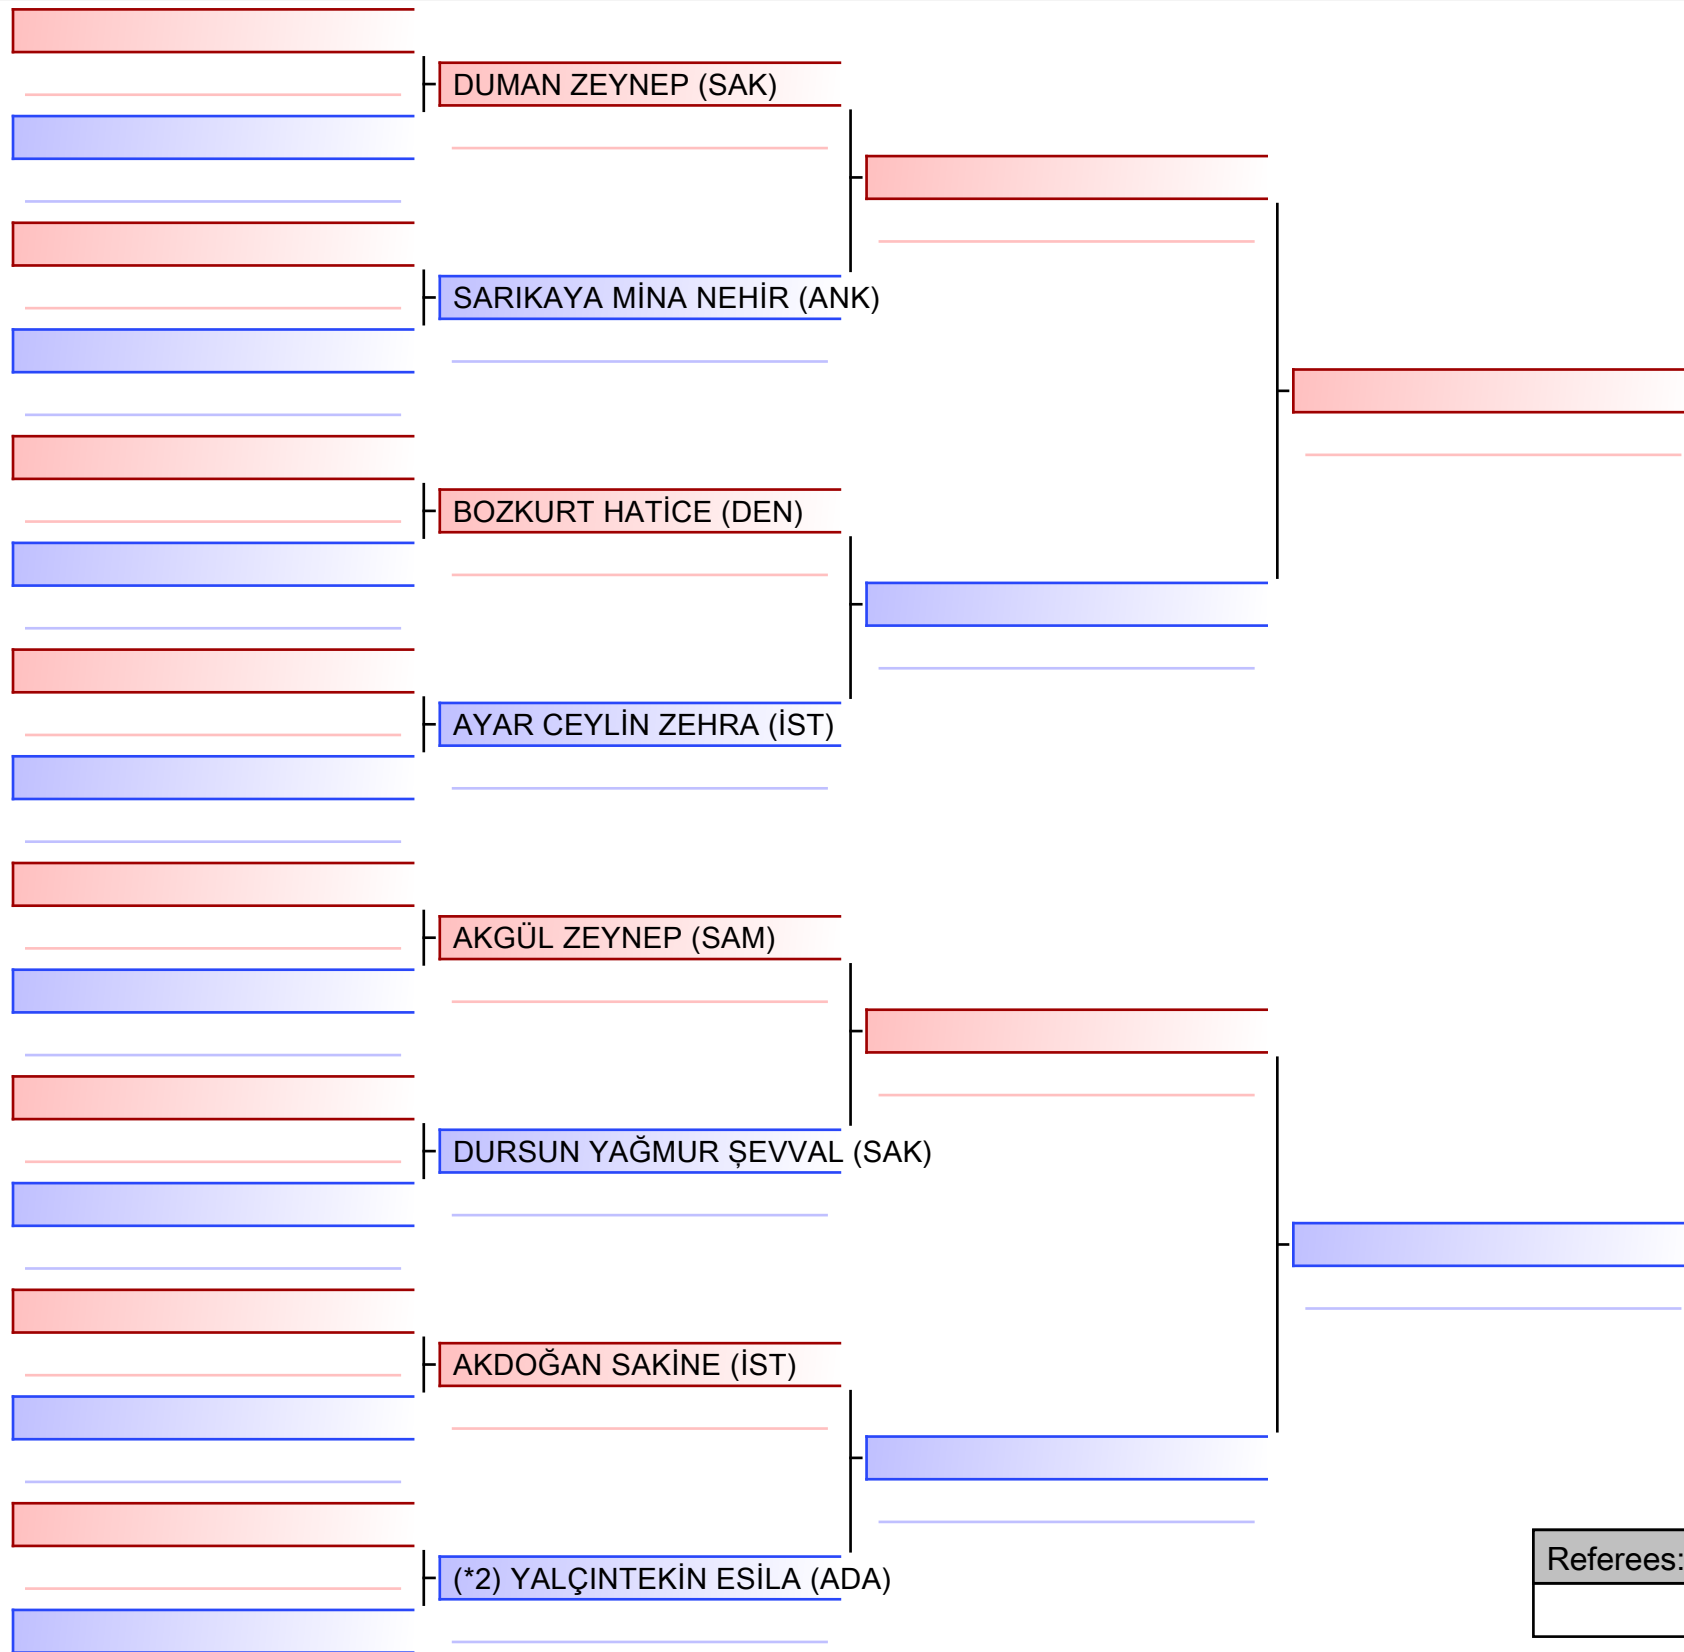 DUMAN ZEYNEP (SAK)
SARIKAYA MİNA NEHİR (ANK)
BOZKURT HATİCE (DEN)
AYAR CEYLİN ZEHRA (İST)
AKGÜL ZEYNEP (SAM)
DURSUN YAĞMUR ŞEVVAL (SAK)
AKDOĞAN SAKİNE (İST)
(*2) YALÇINTEKİN ESİLA (ADA)
Referees: